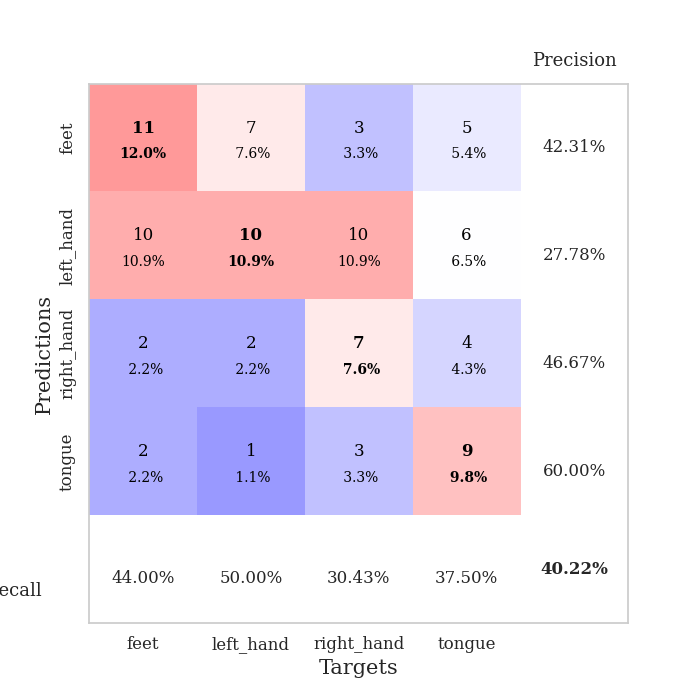 Precision
feet
11 7 3 5
12.0% 7.6% 3.3% 5.4%
42.31%
left_hand
10 10 10 6
10.9% 10.9% 10.9% 6.5%
27.78%
Predictions
right_hand
2 2 7 4
2.2% 2.2% 7.6% 4.3%
46.67%
tongue
2 1 3 9
2.2% 1.1% 3.3% 9.8%
60.00%
ecall
44.00% 50.00% 30.43% 37.50% 40.22%
feet left_hand right_hand tongue
Targets